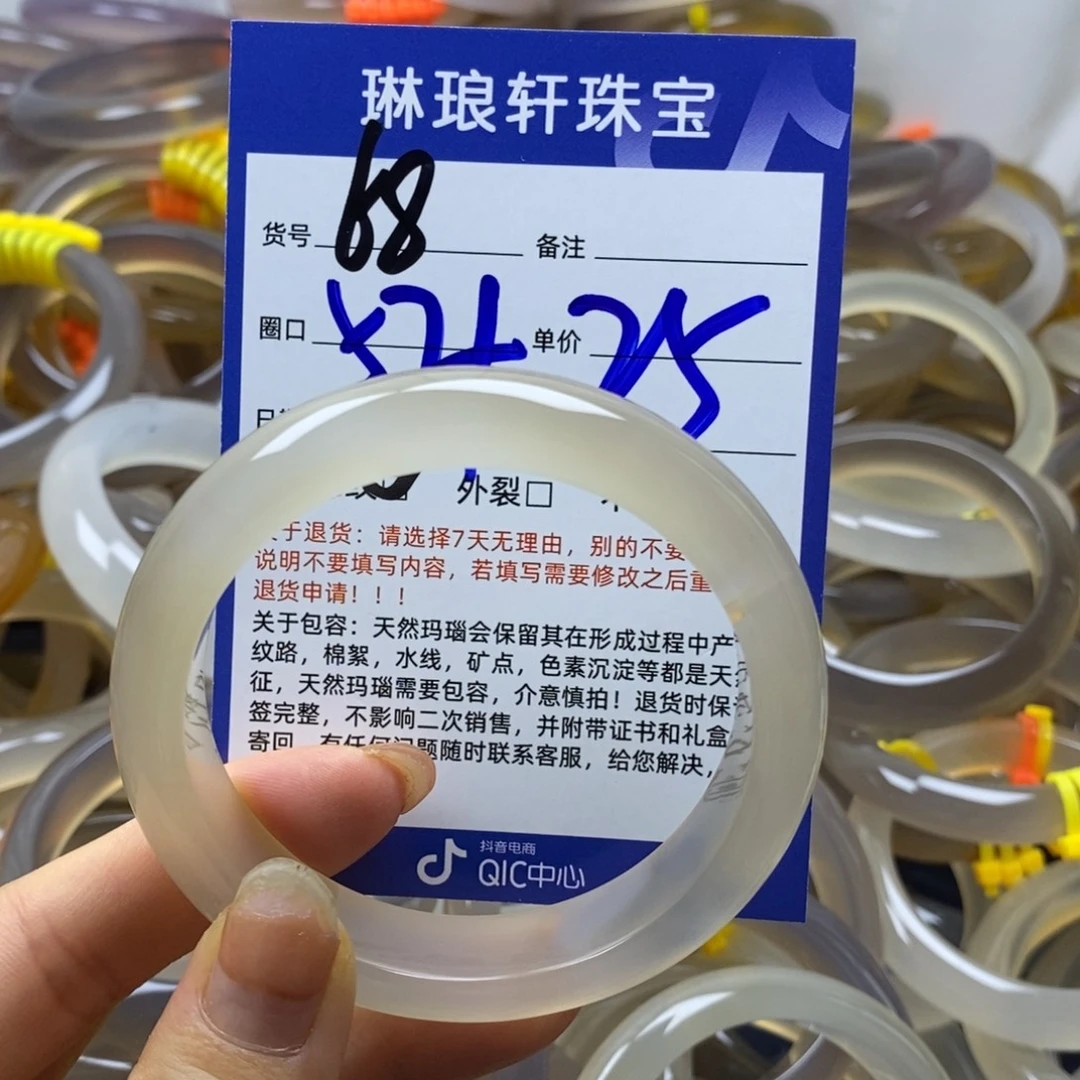 琳琅轩珠宝
货号 68 备注
圈口 单价 25
外裂□
于退货：请选择7天无理由，别的不要
说明不要填写内容，若填写需要修改之后重
退货申请！！！
关于包容：天然玛瑙会保留其在形成过程中产
纹路，棉絮，水线，矿点，色素沉淀等都是天
征，天然玛瑙需要包容，介意慎拍！退货时保
签完整，不影响二次销售，并附带证书和礼盒
寄回，有任何问题随时联系客服，给您解决，
抖音电商
QIC中心